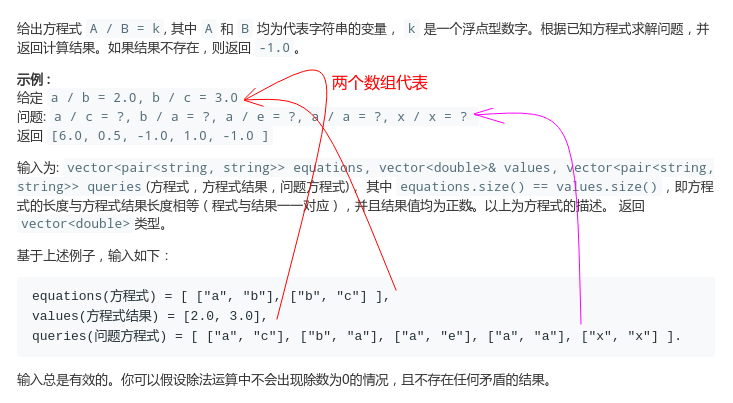 给出方程式 A / B = k, 其中 A 和 B 均为代表字符串的变量， k 是一个浮点型数字。根据已知方程式求解问题，并
返回计算结果。如果结果不存在，则返回 -1.0。
示例 :
两个数组代表
给定 a / b = 2.0, b / c = 3.0
问题: a / c = ?, b / a = ?, a / e = ?, a / a = ?, x / x = ?
返回 [6.0, 0.5, -1.0, 1.0, -1.0 ]
输入为: vector<pair<string, string>> equations, vector<double>& values, vector<pair<string,
string>> queries(方程式，方程式结果，问题方程式)， 其中 equations.size() == values.size()，即方程
式的长度与方程式结果长度相等（程式与结果一一对应），并且结果值均为正数。以上为方程式的描述。 返回
vector<double> 类型。
基于上述例子，输入如下：
equations(方程式) = [ ["a", "b"], ["b", "c"] ],
values(方程式结果) = [2.0, 3.0],
queries(问题方程式) = [ ["a", "c"], ["b", "a"], ["a", "e"], ["a", "a"], ["x", "x"] ].
输入总是有效的。你可以假设除法运算中不会出现除数为0的情况，且不存在任何矛盾的结果。